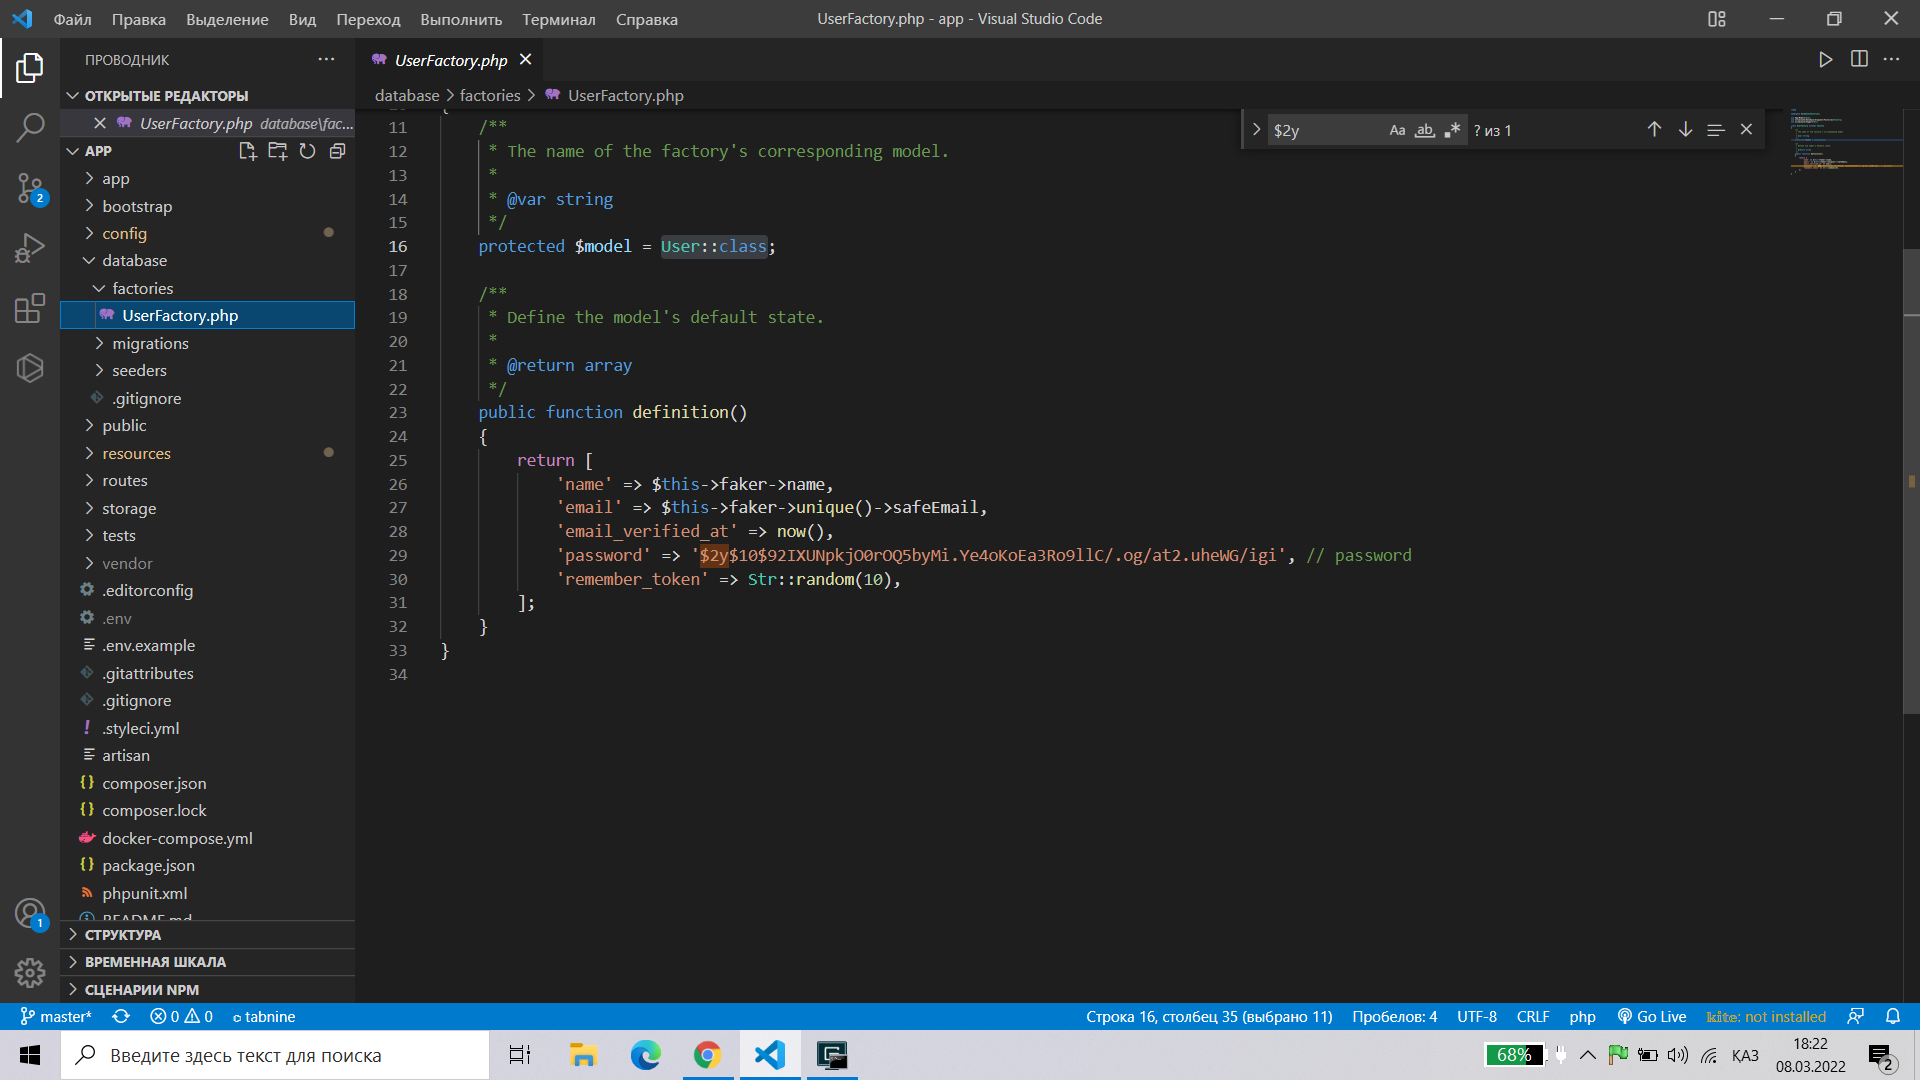 Файл Правка Выделение Вид Переход Выполнить Терминал Справка
UserFactory.php - app - Visual Studio Code
ПРОВОДНИК
ОТКРЫТЫЕ РЕДАКТОРЫ
UserFactory.php database\fac...
APP
app
bootstrap
config
database
factories
UserFactory.php
migrations
seeders
.gitignore
public
resources
routes
storage
tests
vendor
.editorconfig
.env
.env.example
.gitattributes
.gitignore
.styleci.yml
artisan
composer.json
composer.lock
docker-compose.yml
package.json
phpunit.xml
README.md
СТРУКТУРА
ВРЕМЕННАЯ ШКАЛА
СЦЕНАРИИ NPM
2
1
UserFactory.php
database > factories > UserFactory.php
$2y Aa ab ? из 1
11 /**
12 * The name of the factory's corresponding model.
13 *
14 * @var string
15 */
16 protected $model = User::class;
17
18 /**
19 * Define the model's default state.
20 *
21 * @return array
22 */
23 public function definition()
24 {
25 return [
26 'name' => $this->faker->name,
27 'email' => $this->faker->unique()->safeEmail,
28 'email_verified_at' => now(),
29 'password' => '$2y$10$92IXUNpkjO0rOQ5byMi.Ye4oKoEa3Ro9llC/.og/at2.uheWG/igi', // password
30 'remember_token' => Str::random(10),
31 ];
32 }
33 }
34
master* 0 0 tabnine
Строка 16, столбец 35 (выбрано 11) Пробелов: 4 UTF-8 CRLF php Go Live kite: not installed
Введите здесь текст для поиска
68% ҚАЗ 18:22
08.03.2022
2